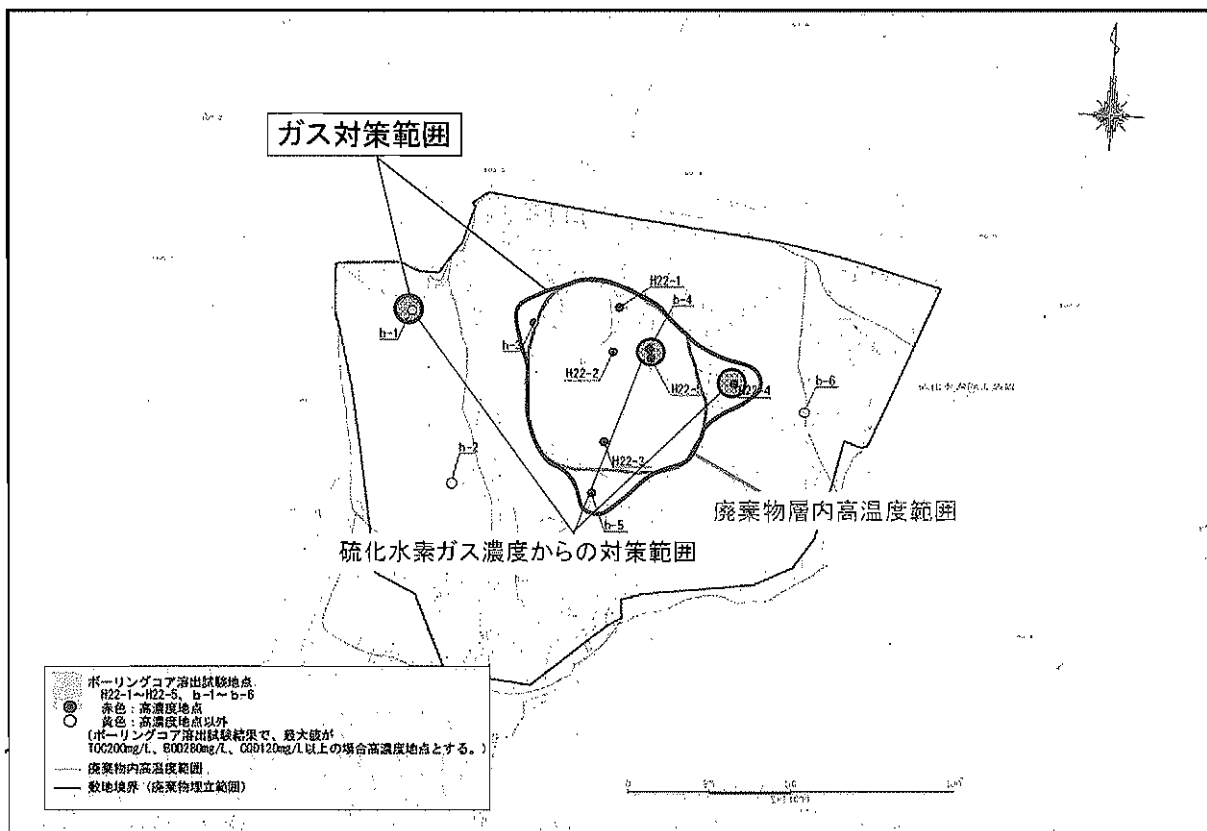 ガス対策範囲
H22-1
b-4
b-1
H22-2
H22-4
b-6
b-2
H22-3
b-5
廃棄物層内高温度範囲
硫化水素ガス濃度からの対策範囲
ボーリングコア溶出試験地点
H22-1~H22-5、b-1~b-6
赤色:高濃度地点
黄色:高濃度地点以外
(ボーリングコア溶出試験結果で、最大値が
TOC200mg/L、BOD280mg/L、COD120mg/L以上の場合高濃度地点とする。)
廃棄物内高温度範囲
敷地境界(廃棄物埋立範囲)